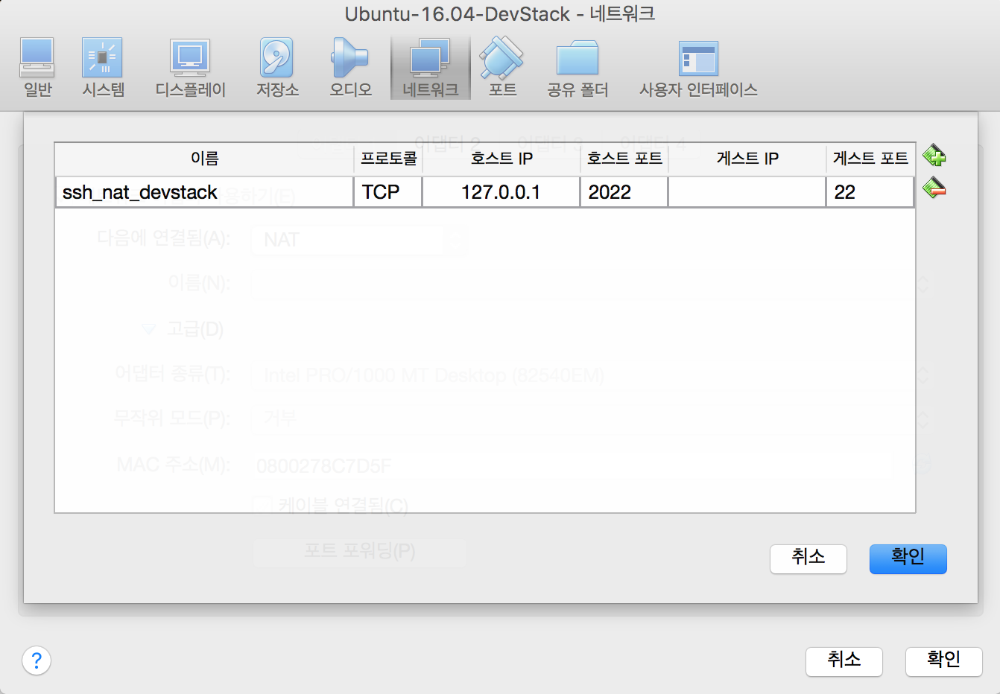 Ubuntu-16.04-DevStack - 네트워크
일반 시스템 디스플레이 저장소 오디오 네트워크 포트 공유 폴더 사용자 인터페이스
어댑터 2 어댑터 3 어댑터 4
이름 프로토콜 호스트 IP 호스트 포트 게스트 IP 게스트 포트
ssh_nat_devstack TCP 127.0.0.1 2022 22
용하기(E)
다음에 연결됨(A): NAT
이름(N):
고급(D)
어댑터 종류(T): Intel PRO/1000 MT Desktop (82540EM)
무작위 모드(P): 거부
MAC 주소(M): 0800278C7D5F
케이블 연결됨(C)
포트 포워딩(P)
취소 확인
?
취소 확인